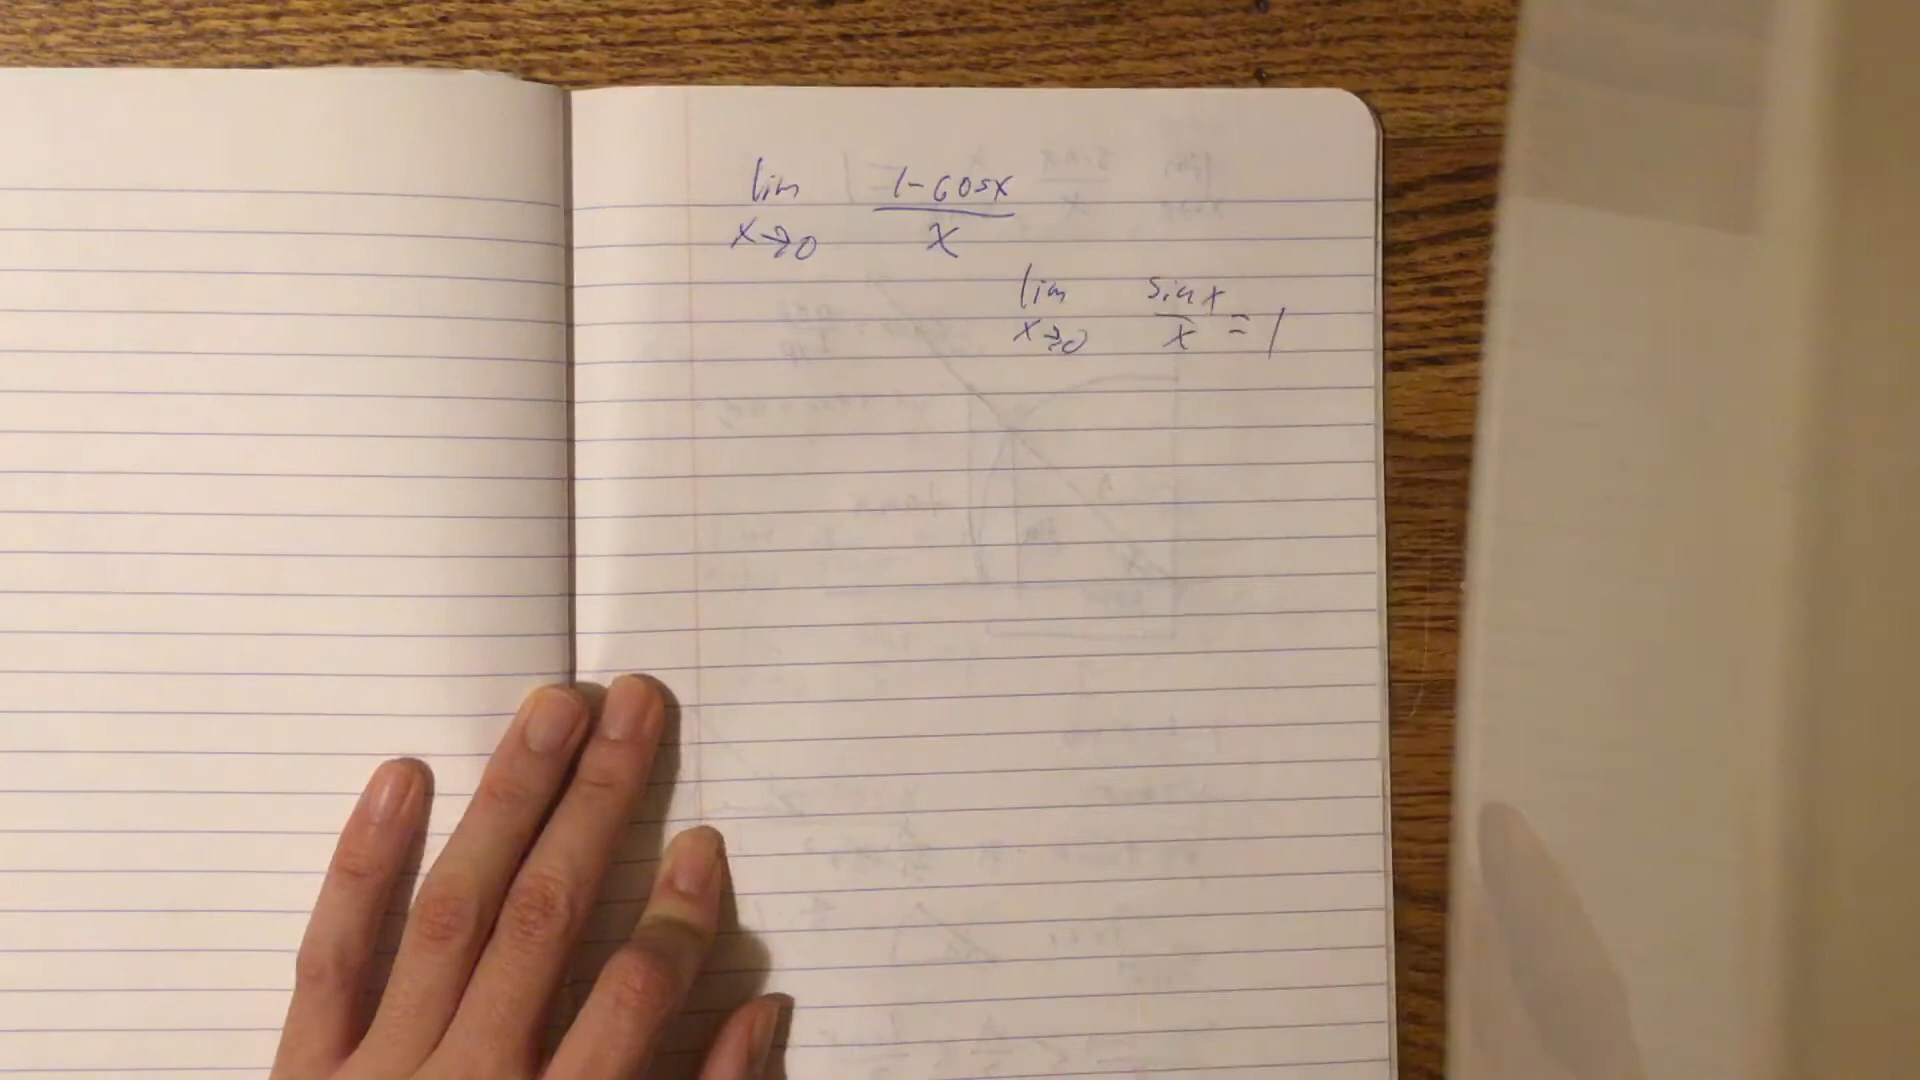 lim 1-cosx
x→0 x
lim sinx
x→0 x = 1